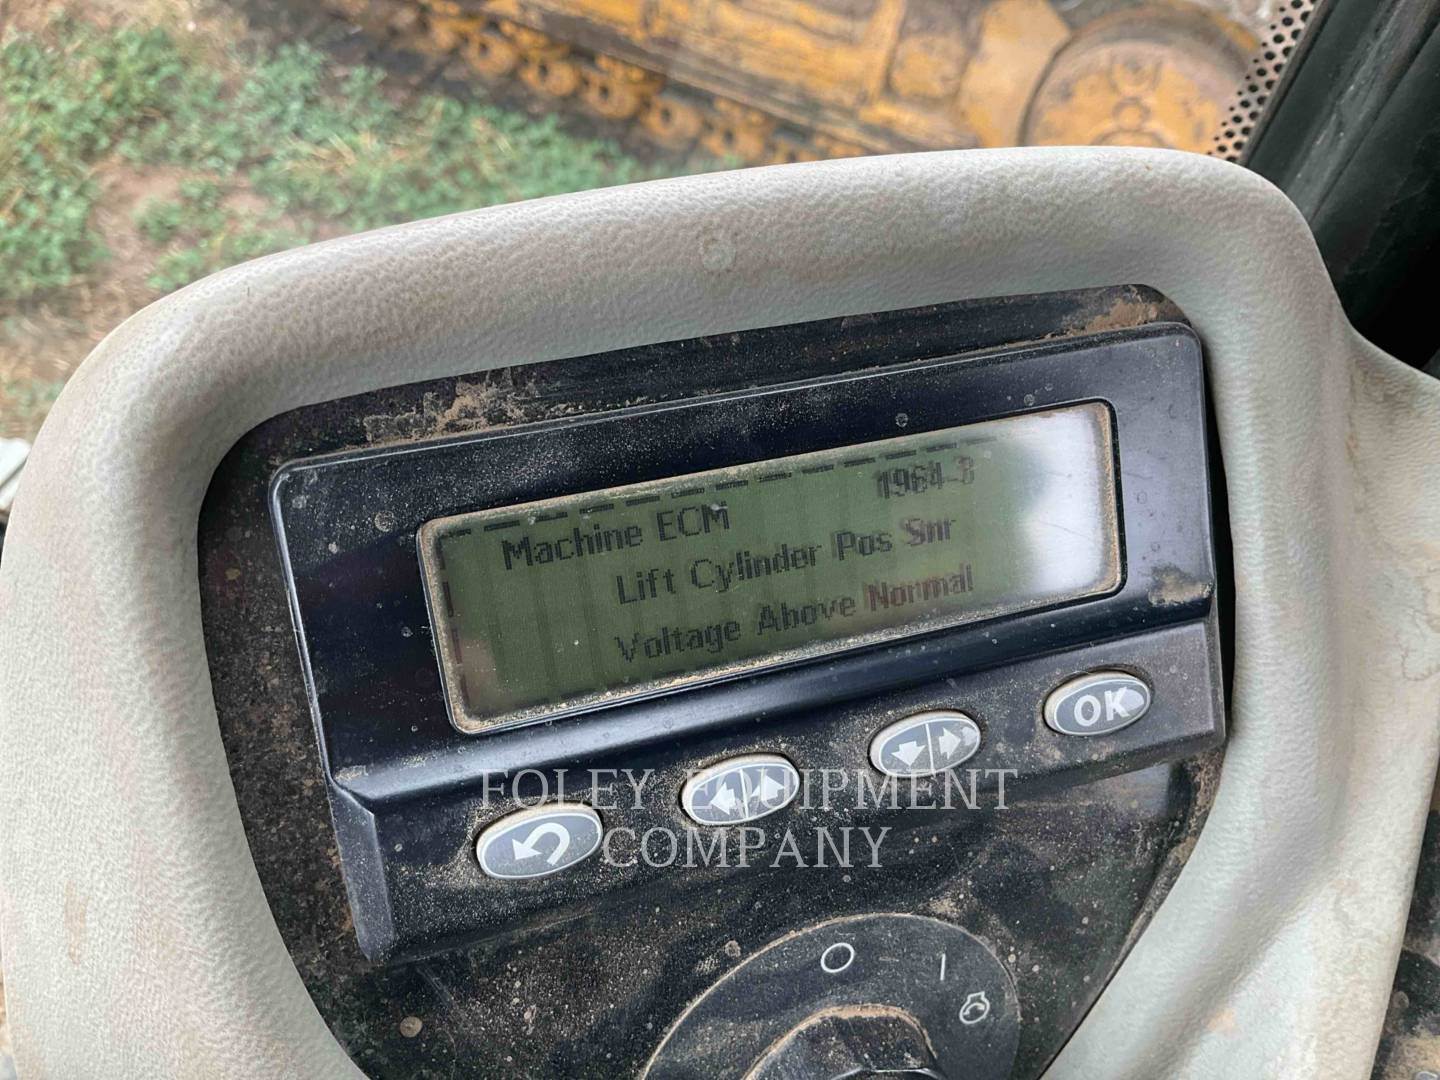 Machine ECM 1964-3
Lift Cylinder Pos Snr
Voltage Above Normal
OK
FOLEY EQUIPMENT
COMPANY